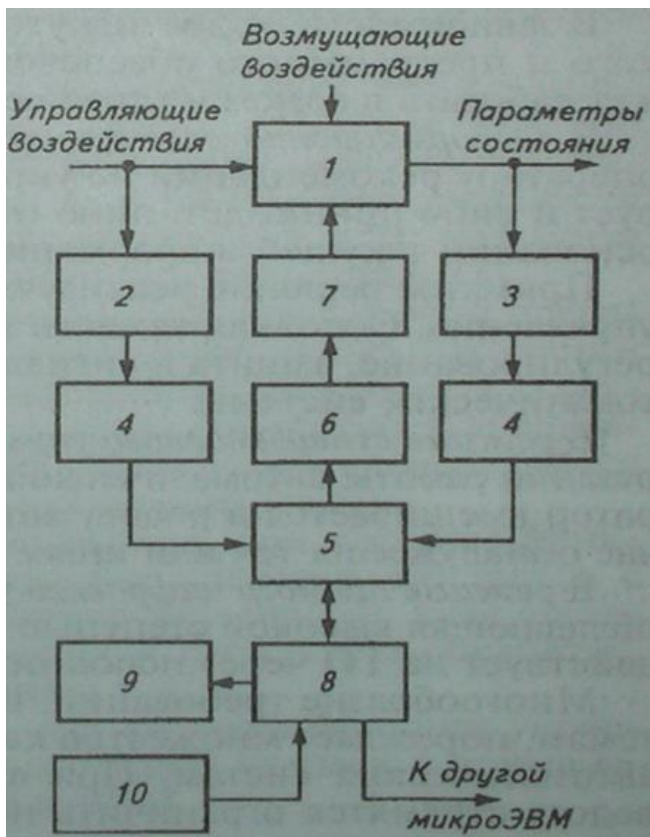 Возмущающие
воздействия
Управляющие
воздействия
Параметры
состояния
1
2
7
3
4
6
4
5
9
8
10
К другой
микроЭВМ